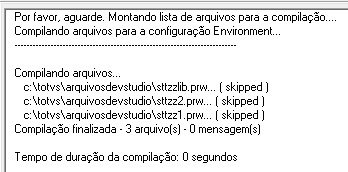 Por favor, aguarde. Montando lista de arquivos para a compilação....
Compilando arquivos para a configuração Environment...
--------------------------------------------------------------------------
Compilando arquivos...
c:\totvs\arquivosdevstudio\sttzzlib.prw... ( skipped )
c:\totvs\arquivosdevstudio\sttzz2.prw... ( skipped )
c:\totvs\arquivosdevstudio\sttzz1.prw... ( skipped )
Compilação finalizada - 3 arquivo(s) - 0 mensagem(s)
Tempo de duração da compilação: 0 segundos